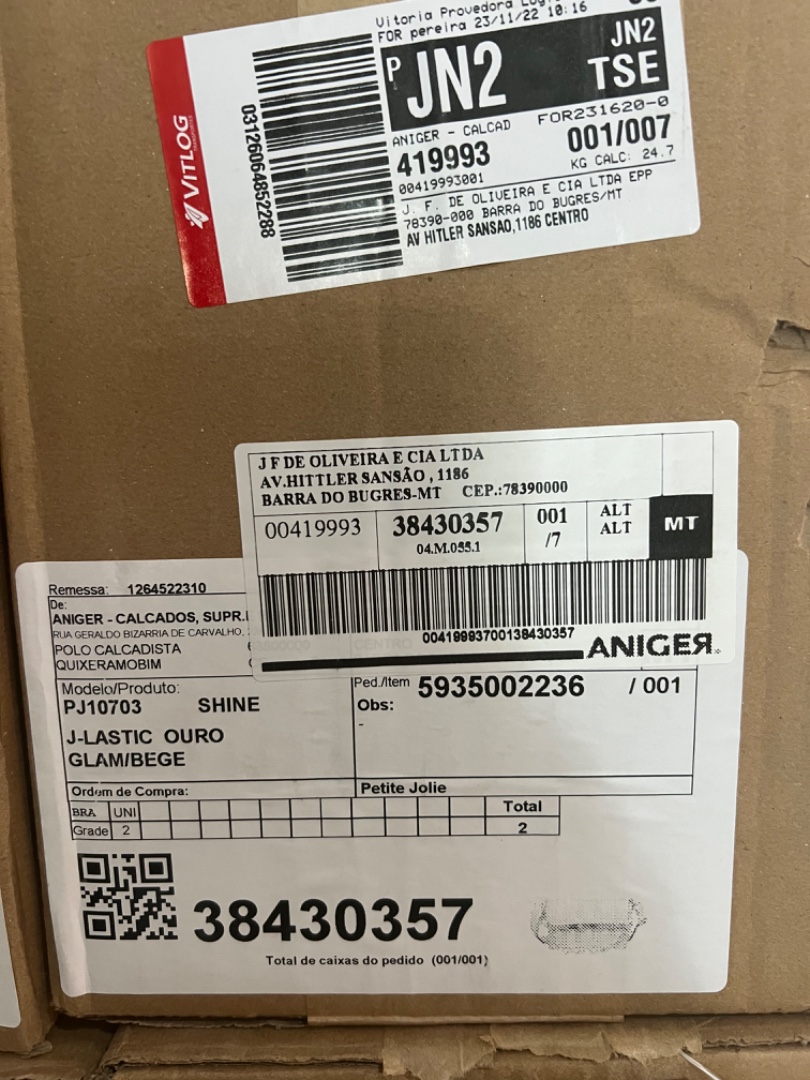 Vitoria Provedora
FOR pereira 23/11/22 10:16
VITLOG
03126064852288
P JN2
JN2
TSE
ANIGER - CALCAD
FOR231620-0
419993
001/007
00419993001
KG CALC: 24.7
J. F. DE OLIVEIRA E CIA LTDA EPP
78390-000 BARRA DO BUGRES/MT
AV HITLER SANSAO,1186 CENTRO
J F DE OLIVEIRA E CIA LTDA
AV.HITTLER SANSÃO , 1186
BARRA DO BUGRES-MT CEP.:78390000
00419993
38430357
04.M.055.1
001
/7
ALT
ALT
MT
00419993700138430357
ANIGER
Remessa: 1264522310
De:
ANIGER - CALCADOS, SUPR.
RUA GERALDO BIZARRIA DE CARVALHO,
POLO CALCADISTA
CENTRO
QUIXERAMOBIM
Modelo/Produto:
PJ10703 SHINE
J-LASTIC OURO
GLAM/BEGE
Ped./Item 5935002236 / 001
Obs:
-
Ordem de Compra:
Petite Jolie
BRA UNI Total
Grade 2 2
38430357
Total de caixas do pedido (001/001)